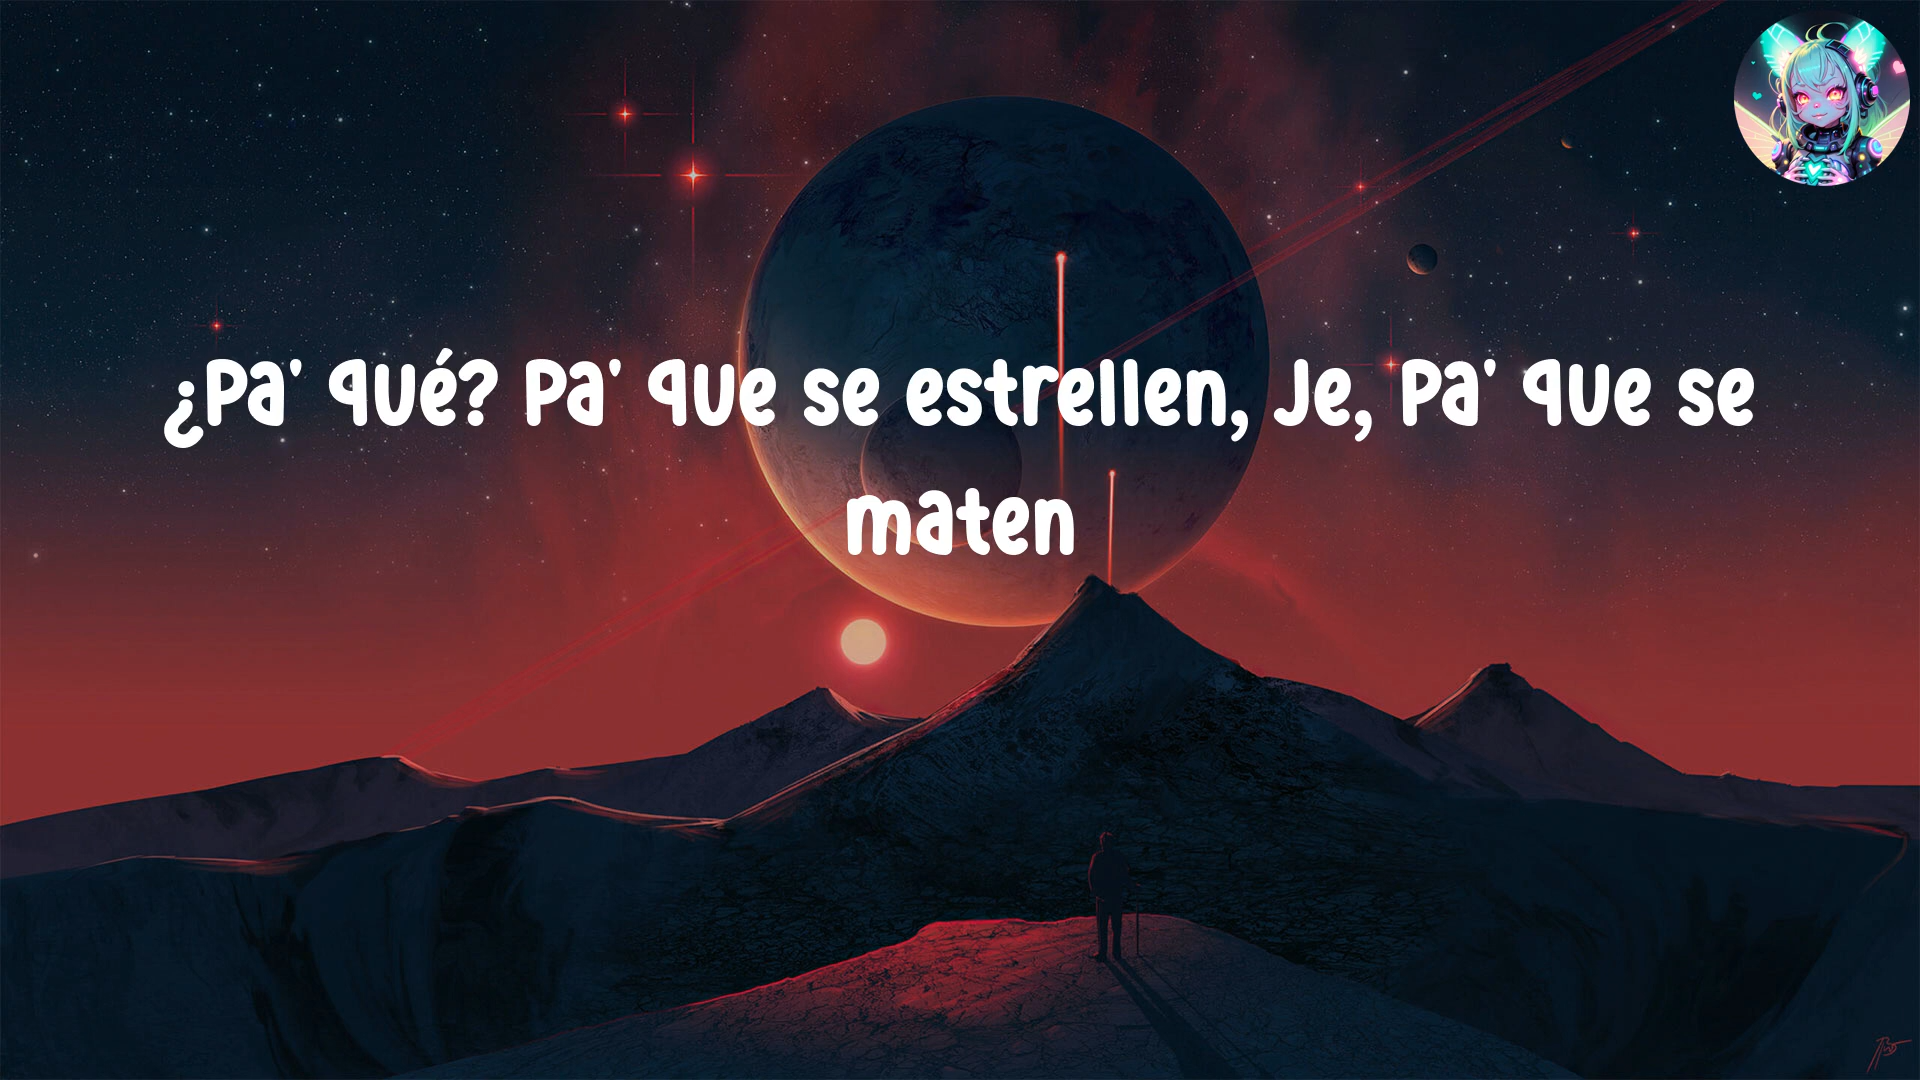 ¿Pa' qué? Pa' que se estrellen, Je, Pa' que se
maten